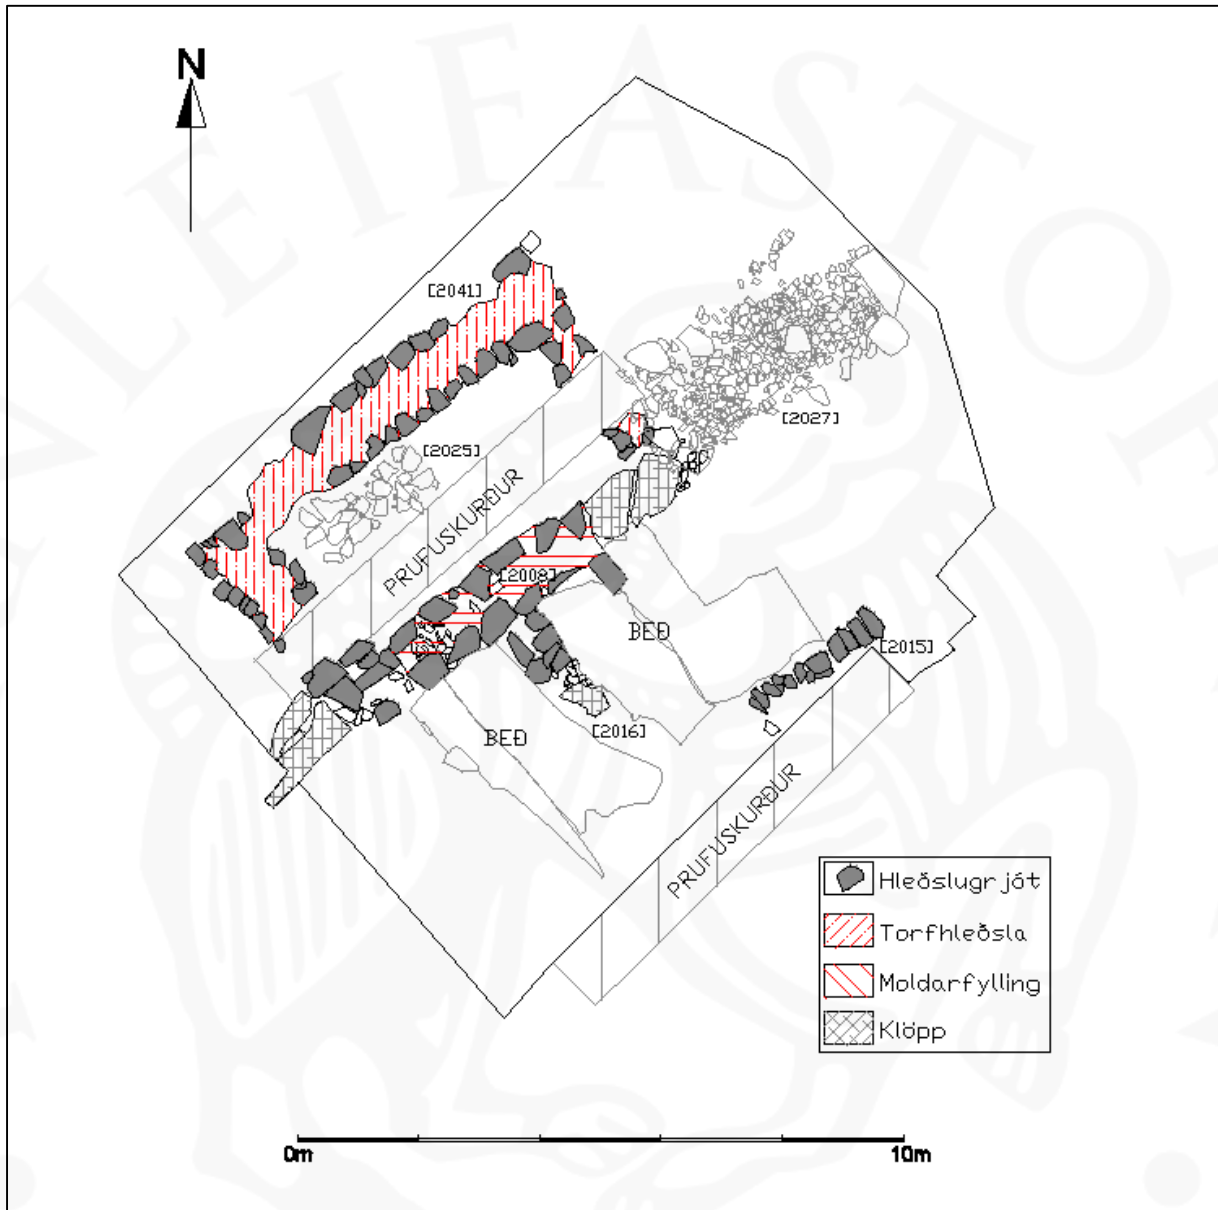 N
[2041]
[2027]
[2025]
PRUFUSKURÐUR
[2008]
BEÐ
[2015]
[2016]
BEÐ
PRUFUSKURÐUR
Hleðslugrjót
Torfhleðsla
Moldarfylling
Klöpp
0m
10m